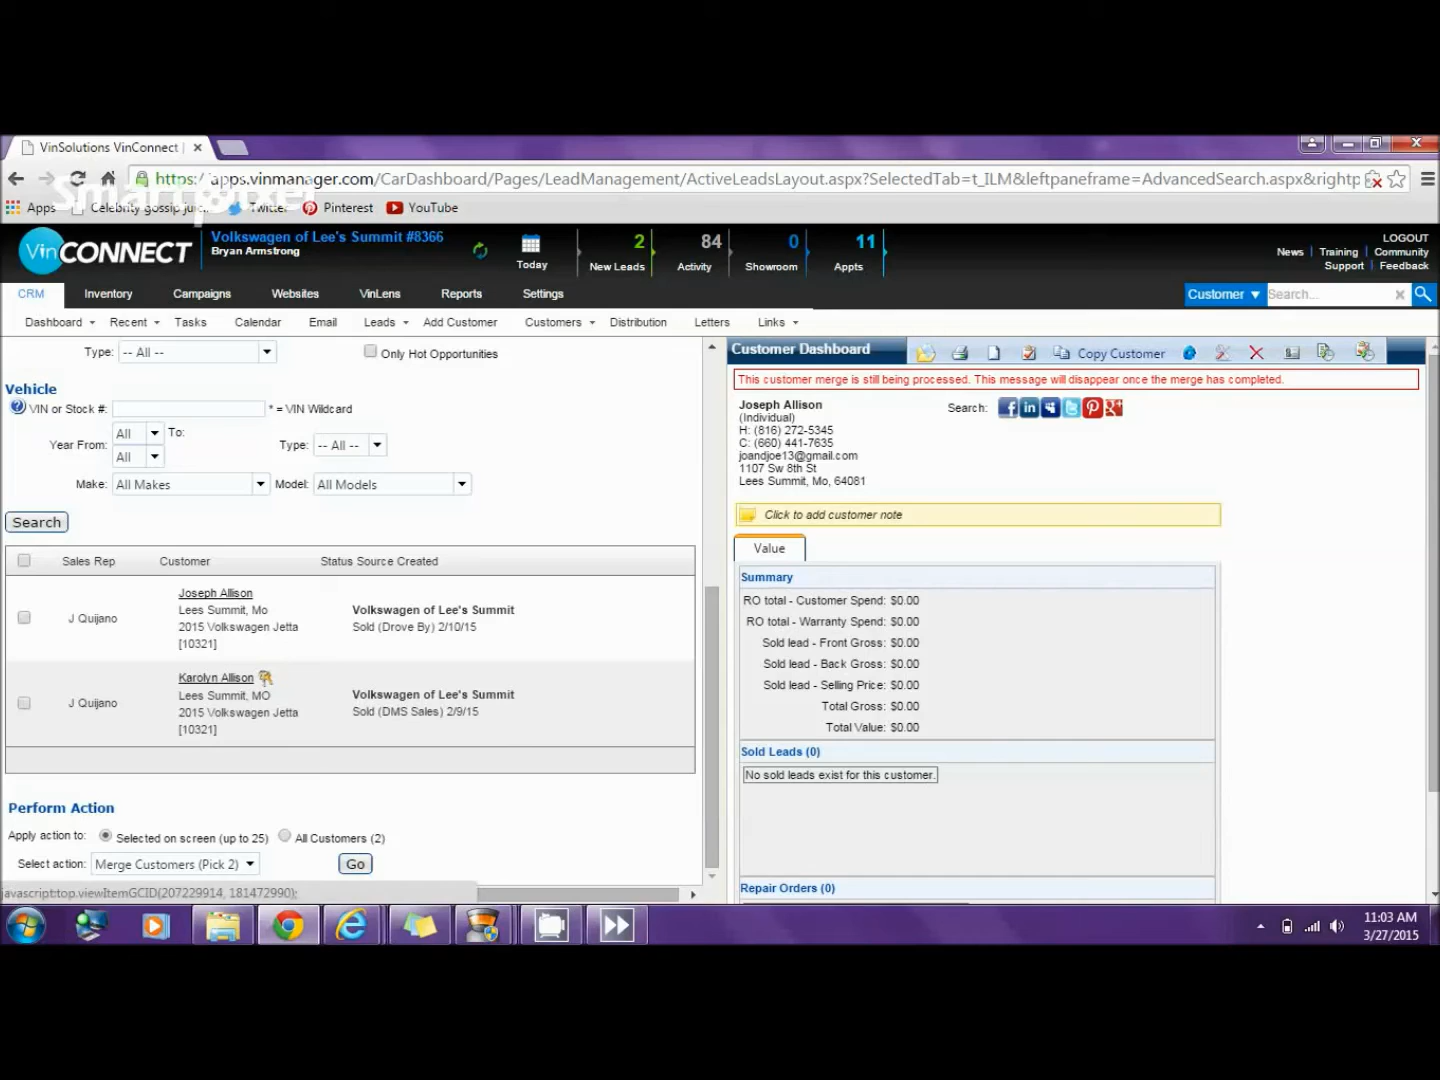 VinSolutions VinConnect |
https://apps.vinmanager.com/CarDashboard/Pages/LeadManagement/ActiveLeadsLayout.aspx?SelectedTab=t_ILM&leftpaneframe=AdvancedSearch.aspx&rightp
Apps Celebrity gossip Twitter Pinterest YouTube
VinCONNECT
Volkswagen of Lee's Summit #8366
Bryan Armstrong
Today
2 New Leads
84 Activity
0 Showroom
11 Appts
LOGOUT
News | Training | Community
Support | Feedback
CRM Inventory Campaigns Websites VinLens Reports Settings
Customer Search...
Dashboard Recent Tasks Calendar Email Leads Add Customer Customers Distribution Letters Links
Type: -- All -- Only Hot Opportunities
Vehicle
VIN or Stock #: * = VIN Wildcard
Year From: All To: All Type: -- All --
Make: All Makes Model: All Models
Search
Sales Rep Customer Status Source Created
Joseph Allison
Lees Summit, Mo
2015 Volkswagen Jetta
[10321]
J Quijano
Volkswagen of Lee's Summit
Sold (Drove By) 2/10/15
Karolyn Allison
Lees Summit, MO
2015 Volkswagen Jetta
[10321]
J Quijano
Volkswagen of Lee's Summit
Sold (DMS Sales) 2/9/15
Perform Action
Apply action to: Selected on screen (up to 25) All Customers (2)
Select action: Merge Customers (Pick 2) Go
javascript:top.viewItemGCID(207229914, 181472990);
Customer Dashboard
Copy Customer
This customer merge is still being processed. This message will disappear once the merge has completed.
Joseph Allison
(Individual)
H: (816) 272-5345
C: (660) 441-7635
joandjoe13@gmail.com
1107 Sw 8th St
Lees Summit, Mo, 64081
Search:
Click to add customer note
Value
Summary
RO total - Customer Spend: $0.00
RO total - Warranty Spend: $0.00
Sold lead - Front Gross: $0.00
Sold lead - Back Gross: $0.00
Sold lead - Selling Price: $0.00
Total Gross: $0.00
Total Value: $0.00
Sold Leads (0)
No sold leads exist for this customer.
Repair Orders (0)
11:03 AM
3/27/2015